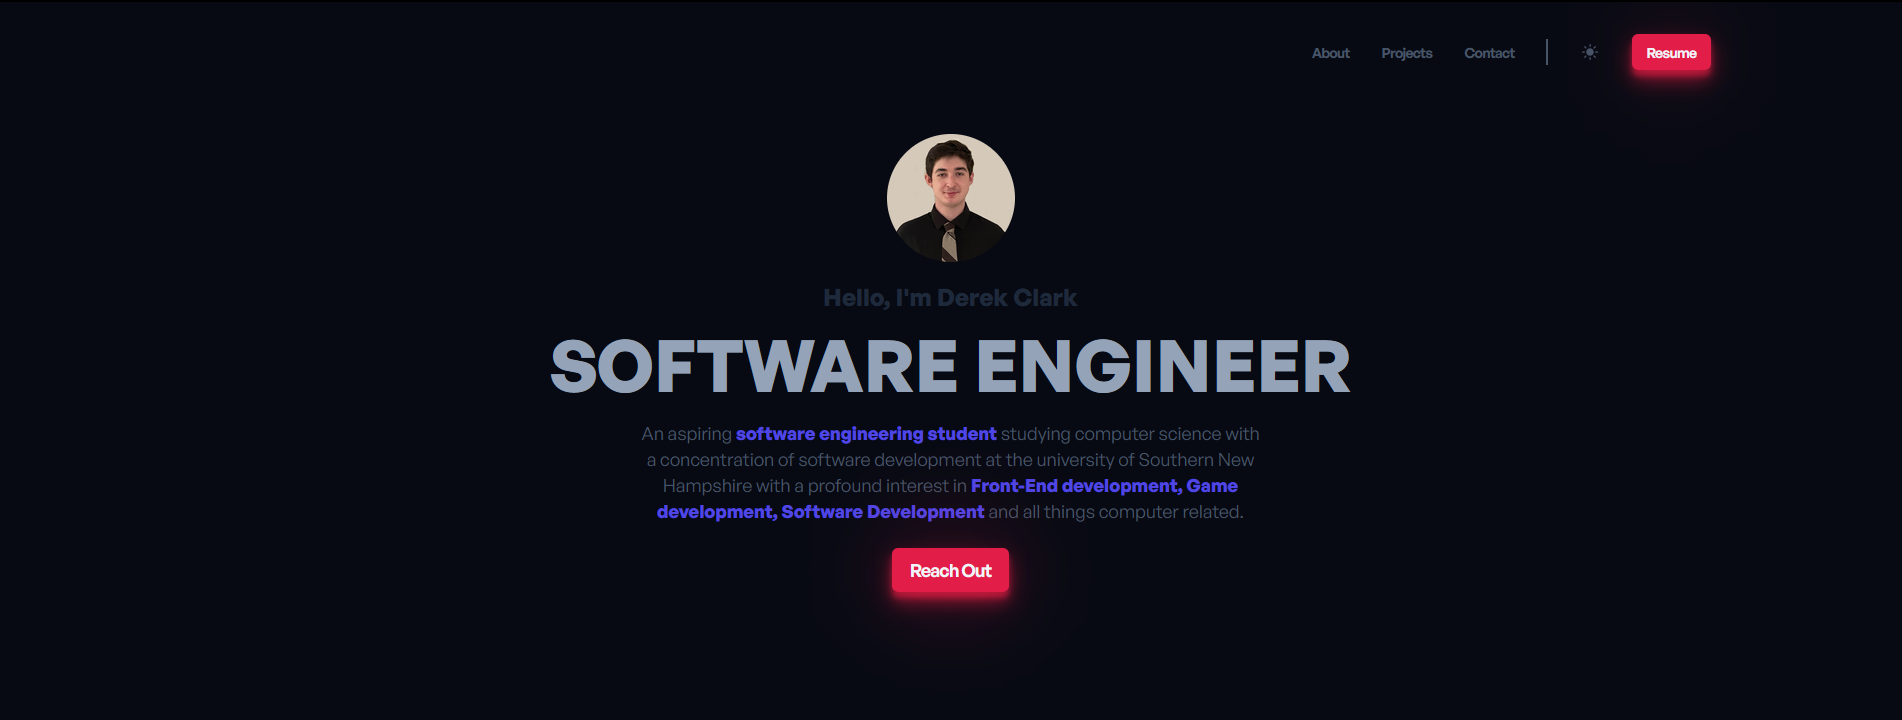 About Projects Contact Resume
Hello, I'm Derek Clark
SOFTWARE ENGINEER
An aspiring software engineering student studying computer science with
a concentration of software development at the university of Southern New
Hampshire with a profound interest in Front-End development, Game
development, Software Development and all things computer related.
Reach Out